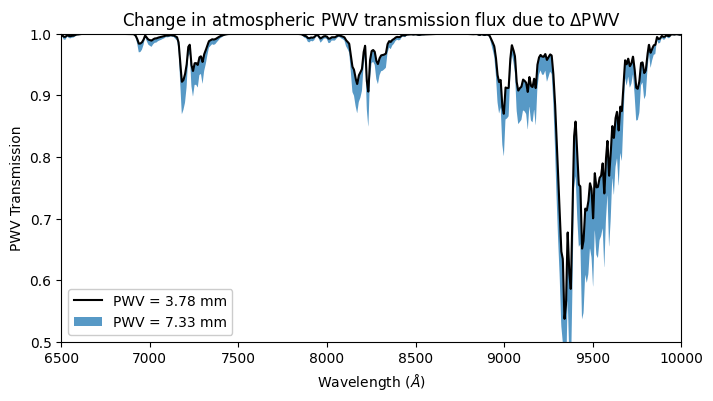 Change in atmospheric PWV transmission flux due to ΔPWV
1.0
0.9
0.8
0.7
0.6
0.5
PWV Transmission
PWV = 3.78 mm
PWV = 7.33 mm
6500 7000 7500 8000 8500 9000 9500 10000
Wavelength (Å)